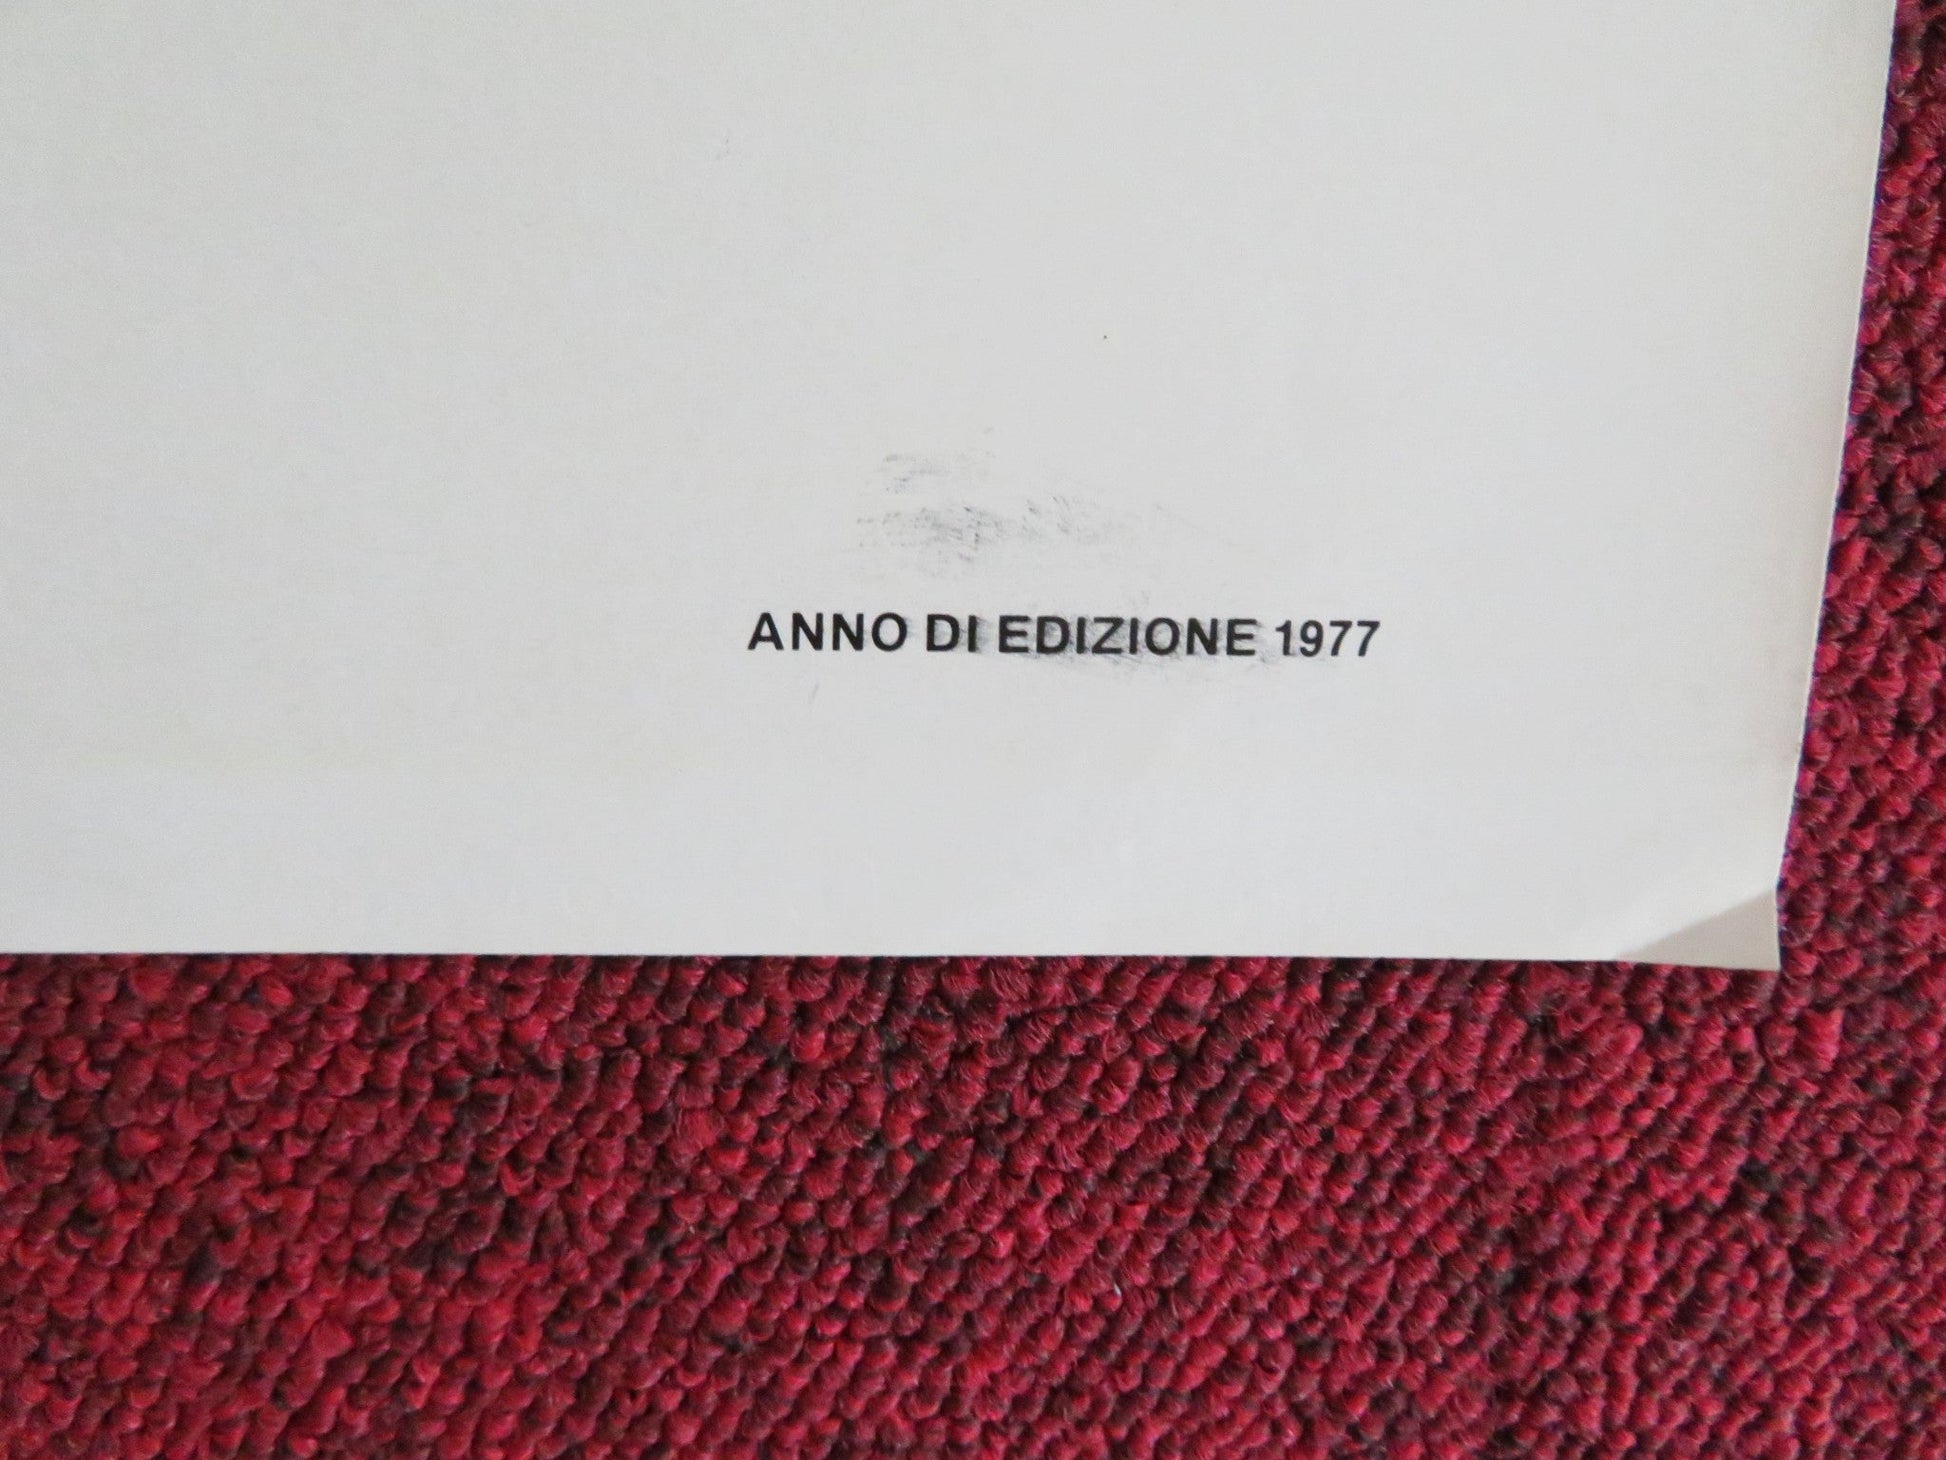 ANNO DI EDIZIONE 1977